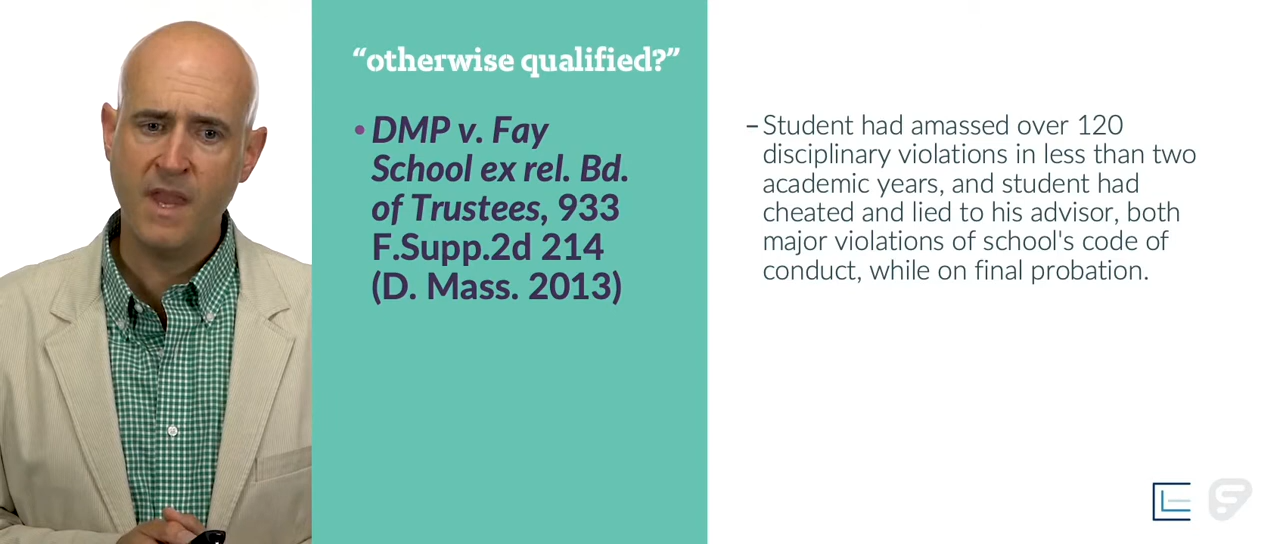 “otherwise qualified?”
• DMP v. Fay
School ex rel. Bd.
of Trustees, 933
F.Supp.2d 214
(D. Mass. 2013)
– Student had amassed over 120
disciplinary violations in less than two
academic years, and student had
cheated and lied to his advisor, both
major violations of school's code of
conduct, while on final probation.